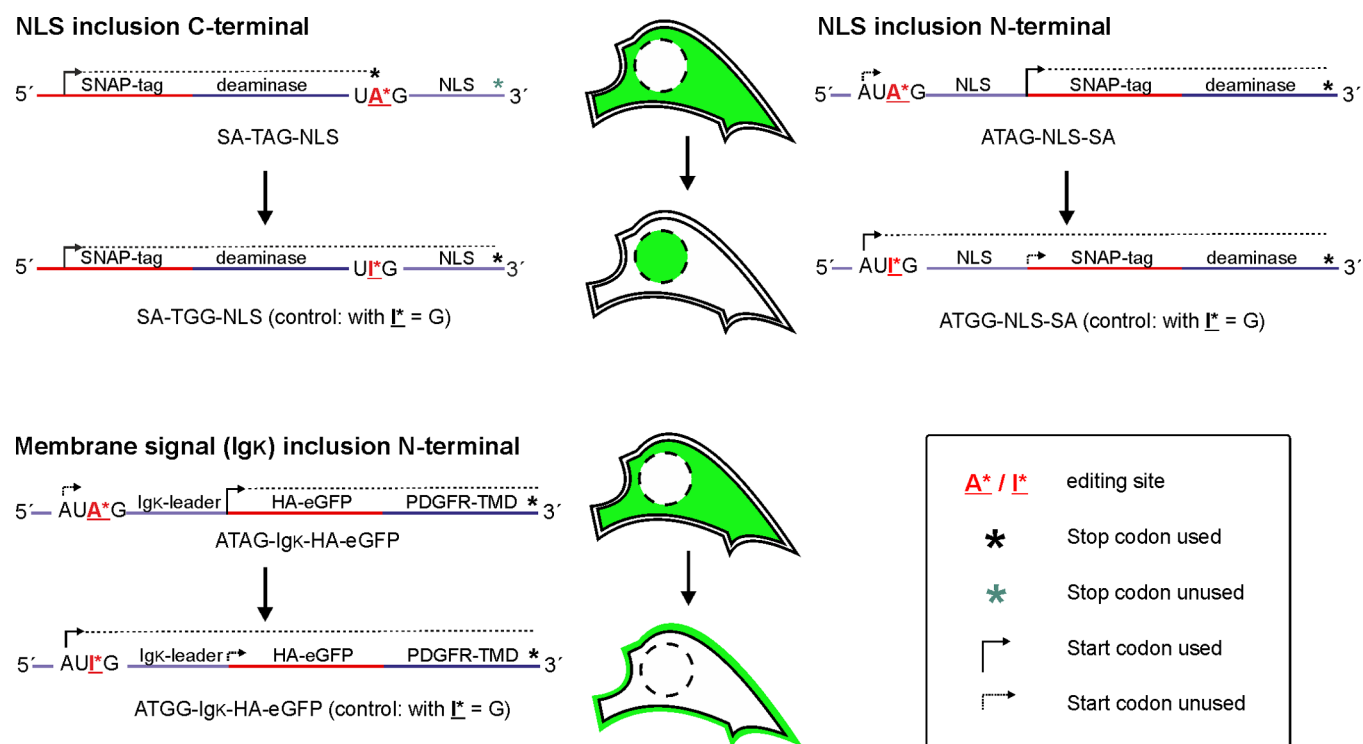 NLS inclusion C-terminal
5´ SNAP-tag deaminase * UA*G NLS * 3´
SA-TAG-NLS
5´ SNAP-tag deaminase UI*G NLS * 3´
SA-TGG-NLS (control: with I* = G)
NLS inclusion N-terminal
5´ AUA*G NLS SNAP-tag deaminase * 3´
ATAG-NLS-SA
5´ AUI*G NLS SNAP-tag deaminase * 3´
ATGG-NLS-SA (control: with I* = G)
Membrane signal (Igκ) inclusion N-terminal
5´ AUA*G Igκ-leader HA-eGFP PDGFR-TMD * 3´
ATAG-Igκ-HA-eGFP
5´ AUI*G Igκ-leader HA-eGFP PDGFR-TMD * 3´
ATGG-Igκ-HA-eGFP (control: with I* = G)
A* / I* editing site
* Stop codon used
* Stop codon unused
Start codon used
Start codon unused